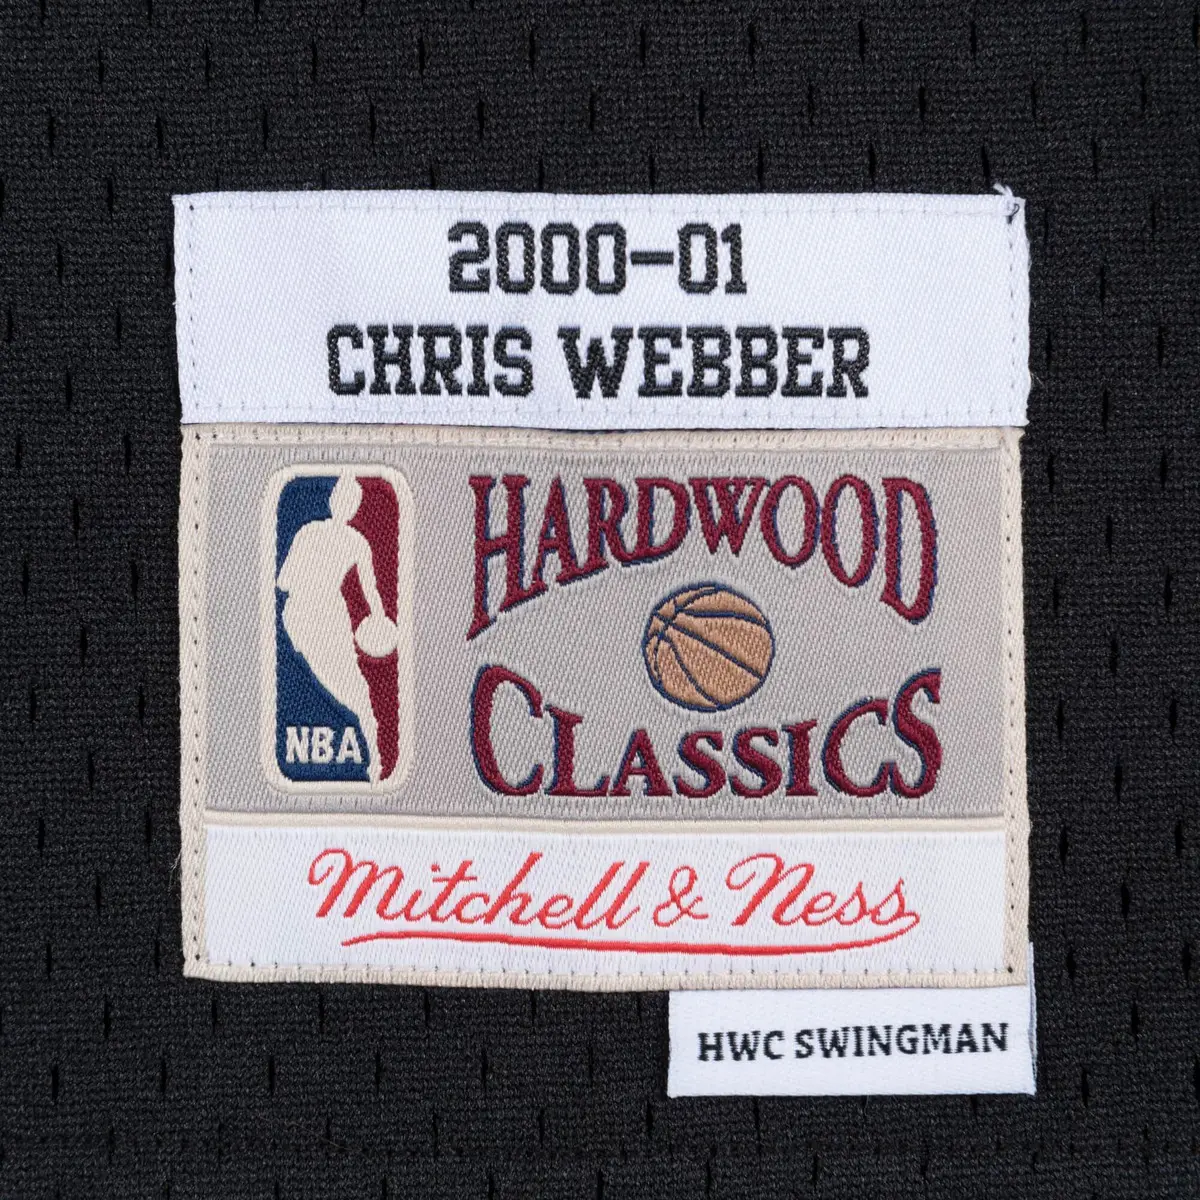 2000-01
CHRIS WEBBER
HARDWOOD
CLASSICS
NBA
Mitchell & Ness
HWC SWINGMAN